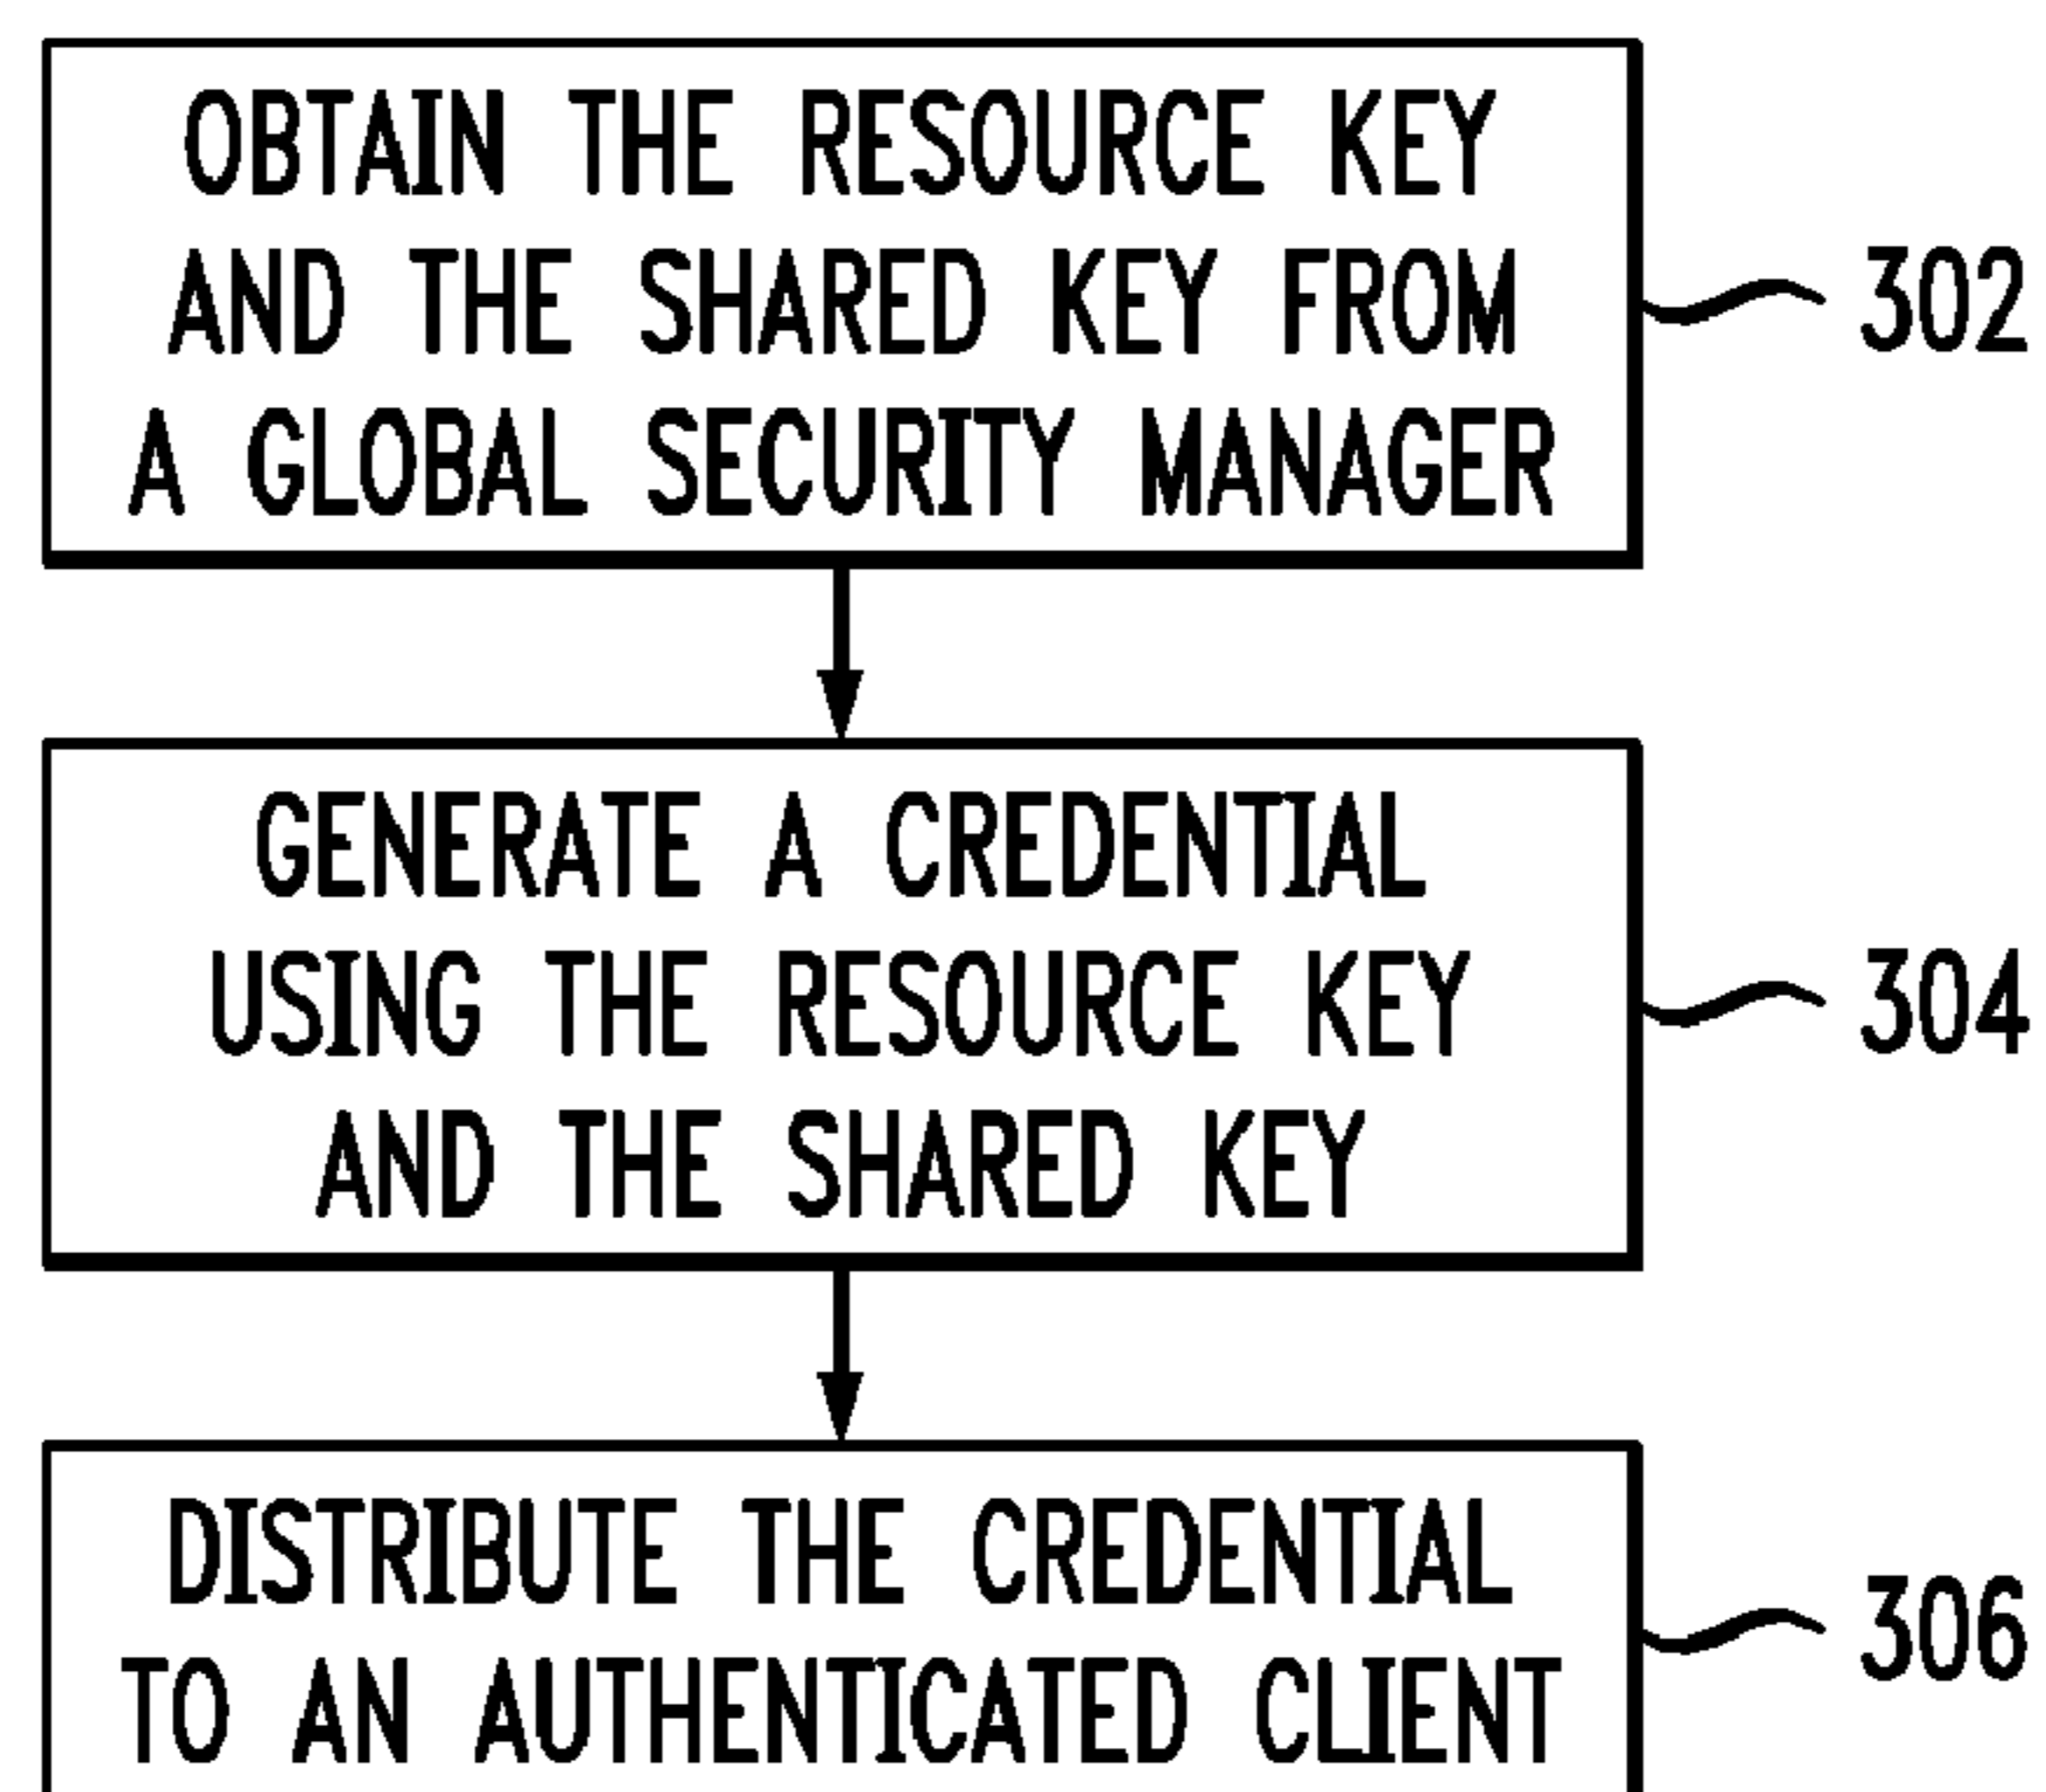 OBTAIN THE RESOURCE KEY
AND THE SHARED KEY FROM
A GLOBAL SECURITY MANAGER
302
GENERATE A CREDENTIAL
USING THE RESOURCE KEY
AND THE SHARED KEY
304
DISTRIBUTE THE CREDENTIAL
TO AN AUTHENTICATED CLIENT
306